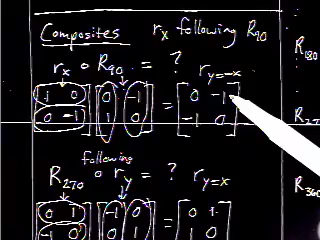 Composites rx following R90
rx ∘ R90 = ? ry=-x
[1 0 0 -1] [0 -1 1 0] = [0 -1 -1 0]
following
R270 ∘ ry = ? ry=x
[0 1 -1 0] [-1 0 0 1] = [0 1 1 0]
R180
R27
R360